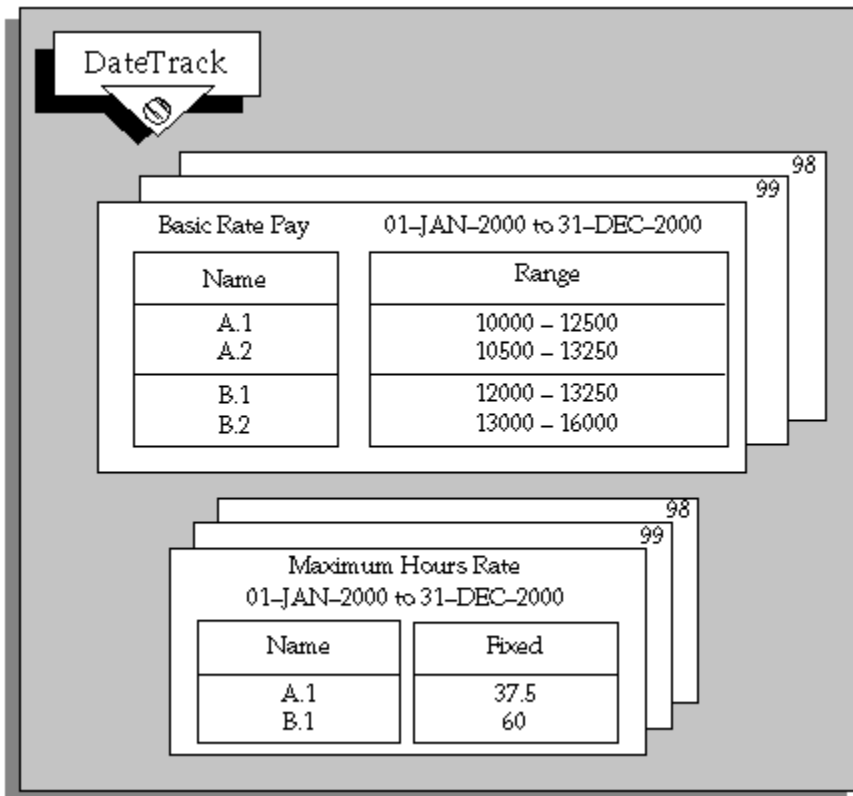 DateTrack
98
99
Basic Rate Pay 01–JAN–2000 to 31–DEC–2000
Name Range
A.1 10000 – 12500
A.2 10500 – 13250
B.1 12000 – 13250
B.2 13000 – 16000
98
99
Maximum Hours Rate
01–JAN–2000 to 31–DEC–2000
Name Fixed
A.1 37.5
B.1 60